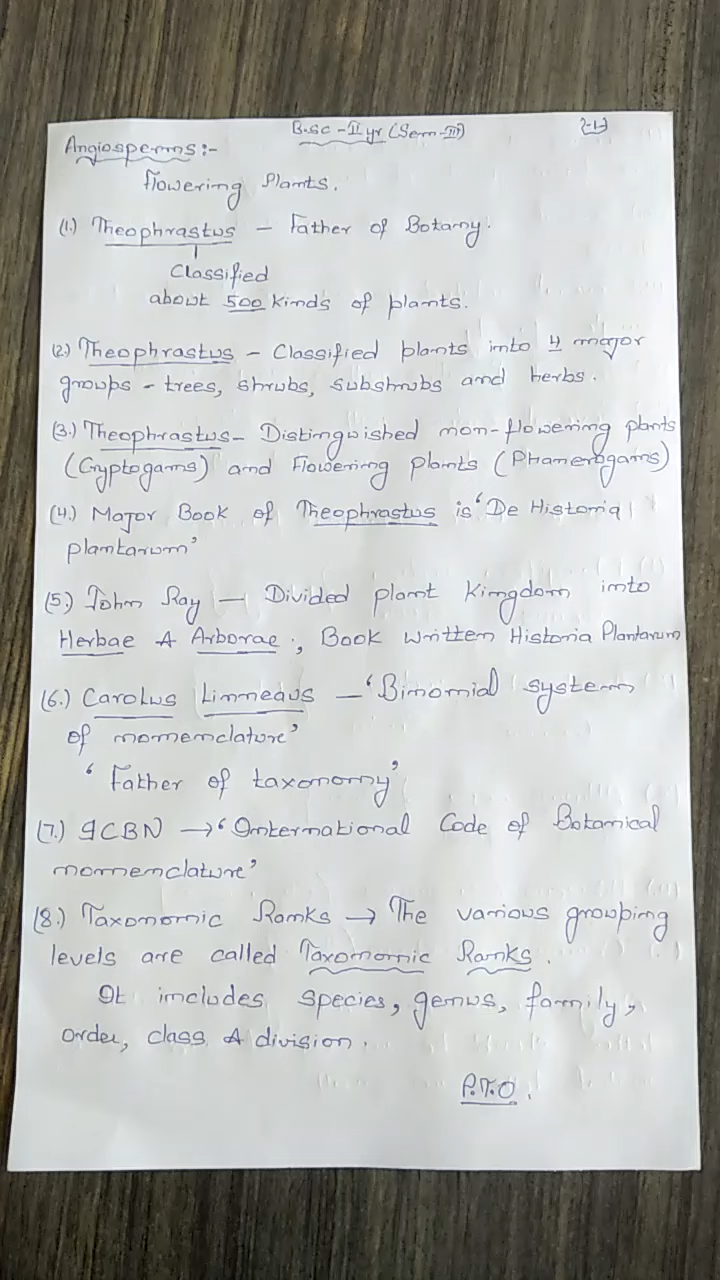 B.sc - II yr (Sem-III)
Angiosperms :-
Flowering Plants.
(1.) Theophrastus - Father of Botany.
Classified
about 500 kinds of plants.
(2.) Theophrastus - Classified plants into 4 major
groups - trees, shrubs, substrubs and herbs.
(3.) Theophrastus - Distinguished non-flowering plants
(Cryptogams) and Flowering Plants (Phanerogams)
(4.) Major Book of Theophrastus is 'De Historia
plantarum'
(5.) John Ray - Divided plant Kingdom into
Herbae & Arborae., Book written Historia Plantarum
(6.) Carolus Linneaus - 'Binomial system
of nomenclature'
'Father of taxonomy'
(7.) ICBN → 'International Code of Botanical
nomenclature'
(8.) Taxonomic Ranks → The various grouping
levels are called Taxonomic Ranks.
It includes species, genus, family,
order, class & division.
P.T.O.